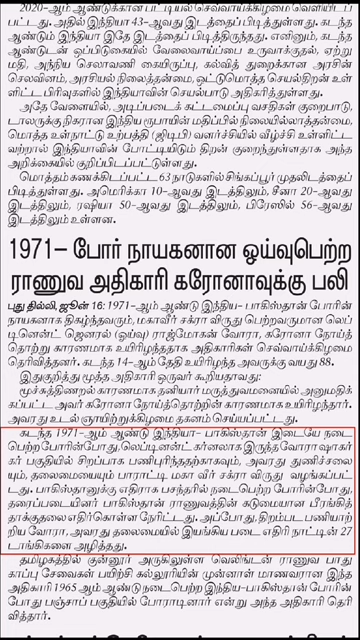 2020-ஆம் ஆண்டுக்கான பட்டியல் செவ்வாய்க்கிழமை வெளியிடப்
பட்டது. அதில் இந்தியா 43-ஆவது இடத்தைப் பிடித்துள்ளது. கடந்த
ஆண்டும் இந்தியா இதே இடத்தைப் பிடித்திருந்தது. எனினும், கடந்த
ஆண்டுடன் ஒப்பிடுகையில் வேலைவாய்ப்பை உருவாக்குதல், ஏற்று
மதி, அந்நிய செலாவணி கையிருப்பு, கல்வித் துறைக்கான அரசின்
செலவினம், அரசியல் நிலைத்தன்மை, ஒட்டுமொத்த செயல்திறன் உள்
ளிட்ட பிரிவுகளில் இந்தியாவின் செயல்பாடு அதிகரித்துள்ளது.
அதே வேளையில், அடிப்படைக் கட்டமைப்பு வசதிகள் குறைபாடு,
டாலருக்கு நிகரான இந்திய ரூபாயின் மதிப்பில் நிலையில்லாத்தன்மை,
மொத்த உள்நாட்டு உற்பத்தி (ஜிடிபி) வளர்ச்சியில் வீழ்ச்சி உள்ளிட்ட
வற்றால் இந்தியாவின் போட்டியிடும் திறன் குறைந்துள்ளதாக அந்த
அறிக்கையில் குறிப்பிடப்பட்டுள்ளது.
மொத்தம் கணக்கிடப்பட்ட 63 நாடுகளில் சிங்கப்பூர் முதலிடத்தைப்
பிடித்துள்ளது. அமெரிக்கா 10-ஆவது இடத்திலும், சீனா 20-ஆவது
இடத்திலும், ரஷியா 50-ஆவது இடத்திலும், பிரேஸில் 56-ஆவது
இடத்திலும் உள்ளன.
1971– போர் நாயகனான ஓய்வுபெற்ற
ராணுவ அதிகாரி கரோனாவுக்கு பலி
புது தில்லி, ஜூன் 16: 1971-ஆம் ஆண்டு இந்தியா- பாகிஸ்தான் போரின்
நாயகனாக திகழ்ந்தவரும், மகாவீர் சக்ரா விருது பெற்றவருமான லெப்
டினென்ட் ஜெனரல் (ஓய்வு) ராஜ்மோகன் வோரா, கரோனா நோய்த்
தொற்று காரணமாக உயிரிழந்ததாக அதிகாரிகள் செவ்வாய்க்கிழமை
தெரிவித்தனர். கடந்த 14-ஆம் தேதி உயிரிழந்த அவருக்கு வயது 88.
இதுகுறித்து மூத்த அதிகாரி ஒருவர் கூறியதாவது:
மூச்சுத்திணறல் காரணமாக தனியார் மருத்துவமனையில் அனுமதிக்
கப்பட்ட அவர் கரோனா நோய்த்தொற்றின் காரணமாக உயிரிழந்தார்.
அவரது உடல் ஞாயிற்றுக்கிழமை தகனம் செய்யப்பட்டது.
கடந்த 1971-ஆம் ஆண்டு இந்தியா- பாகிஸ்தான் இடையே நடை
பெற்ற போரின்போது, லெப்டினன்ட் கர்னலாக இருந்த வோரா ஷாகர்
கர் பகுதியில் சிறப்பாக பணிபுரிந்ததற்காகவும், அவரது துணிச்சலை
யும், தலைமையையும் பாராட்டி மகா வீர் சக்ரா விருது வழங்கப்பட்
டது. பாகிஸ்தானுக்கு எதிராக பசந்தரில் நடைபெற்ற போரின்போது,
தரைப்படையினர் பாகிஸ்தான் ராணுவத்தின் கடுமையான பீரங்கித்
தாக்குதலை எதிர்கொள்ள நேரிட்டது. அப்போது, திறம்பட பணியாற்
றிய வோரா, அவரது தலைமையில் இயங்கிய படை எதிரி நாட்டின் 27
டாங்கிகளை அழித்தது.
தமிழகத்தில் குன்னூர் அருகிலுள்ள வெலிங்டன் ராணுவ பாது
காப்பு சேவைகள் பயிற்சி கல்லூரியின் முன்னாள் மாணவரான இந்த
அதிகாரி 1965 ஆம் ஆண்டு நடைபெற்ற இந்திய-பாகிஸ்தான் போரின்
போது பஞ்சாப் பகுதியில் போராடினார் என்று அந்த அதிகாரி தெரி
வித்தார்.